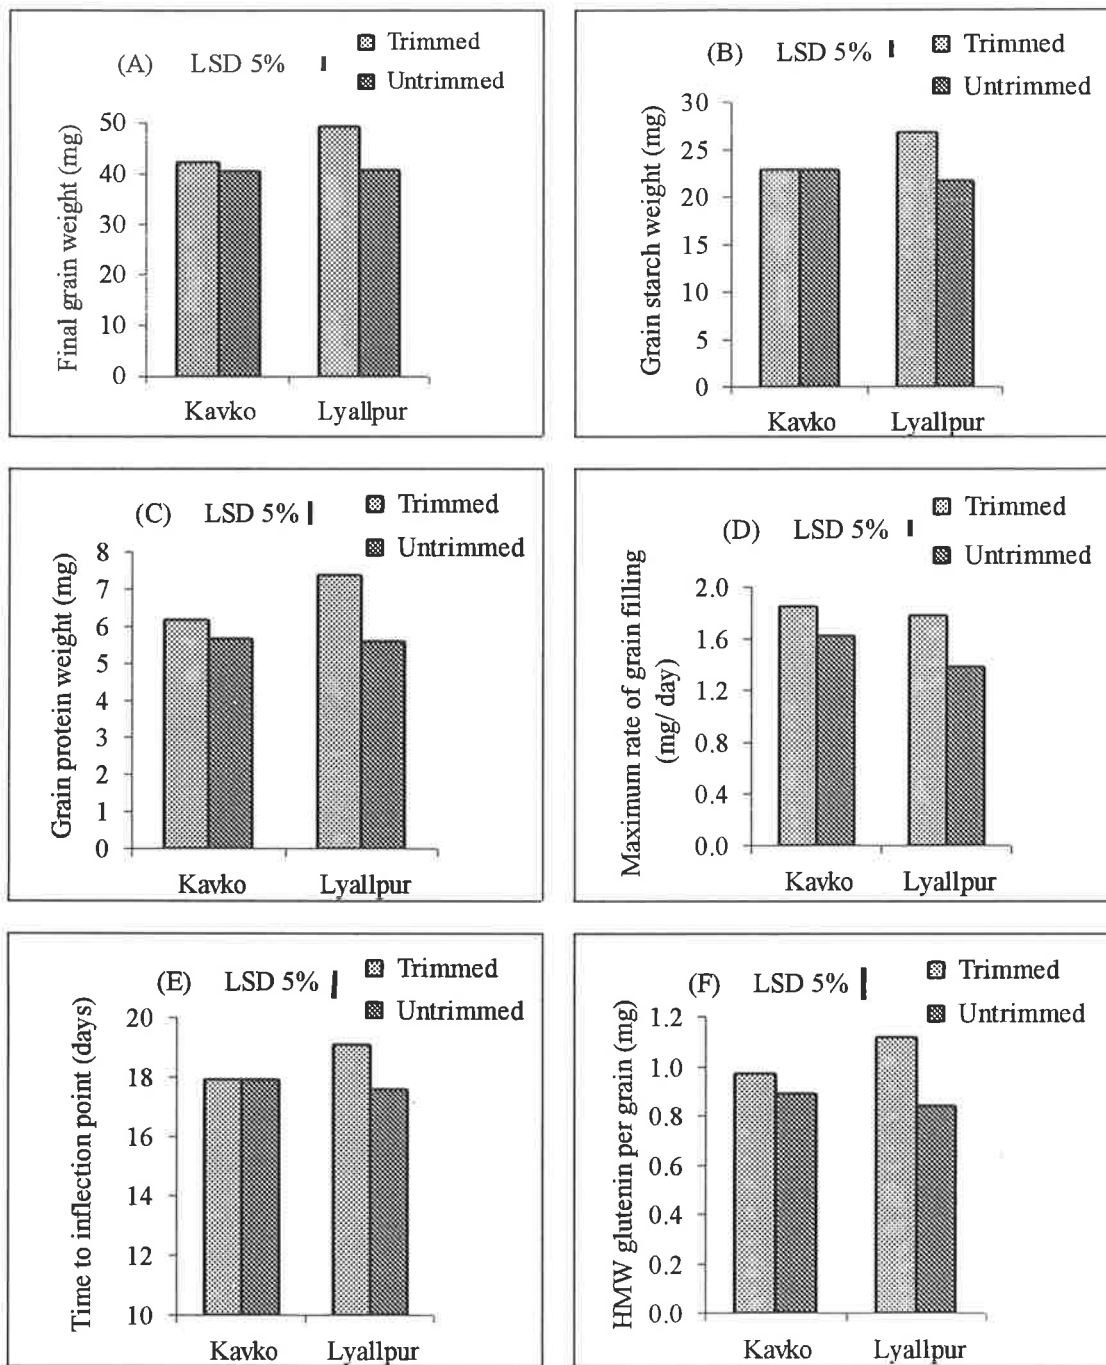 (A) LSD 5%
Trimmed
Untrimmed
Final grain weight (mg)
50
40
30
20
10
0
Kavko Lyallpur
(B) LSD 5%
Trimmed
Untrimmed
Grain starch weight (mg)
30
25
20
15
10
5
0
Kavko Lyallpur
(C) LSD 5%
Trimmed
Untrimmed
Grain protein weight (mg)
8
7
6
5
4
3
2
1
0
Kavko Lyallpur
(D) LSD 5%
Trimmed
Untrimmed
Maximum rate of grain filling
(mg/ day)
2.0
1.6
1.2
0.8
0.4
0.0
Kavko Lyallpur
(E) LSD 5%
Trimmed
Untrimmed
Time to inflection point (days)
20
18
16
14
12
10
Kavko Lyallpur
(F) LSD 5%
Trimmed
Untrimmed
HMW glutenin per grain (mg)
1.2
1.0
0.8
0.6
0.4
0.2
0.0
Kavko Lyallpur